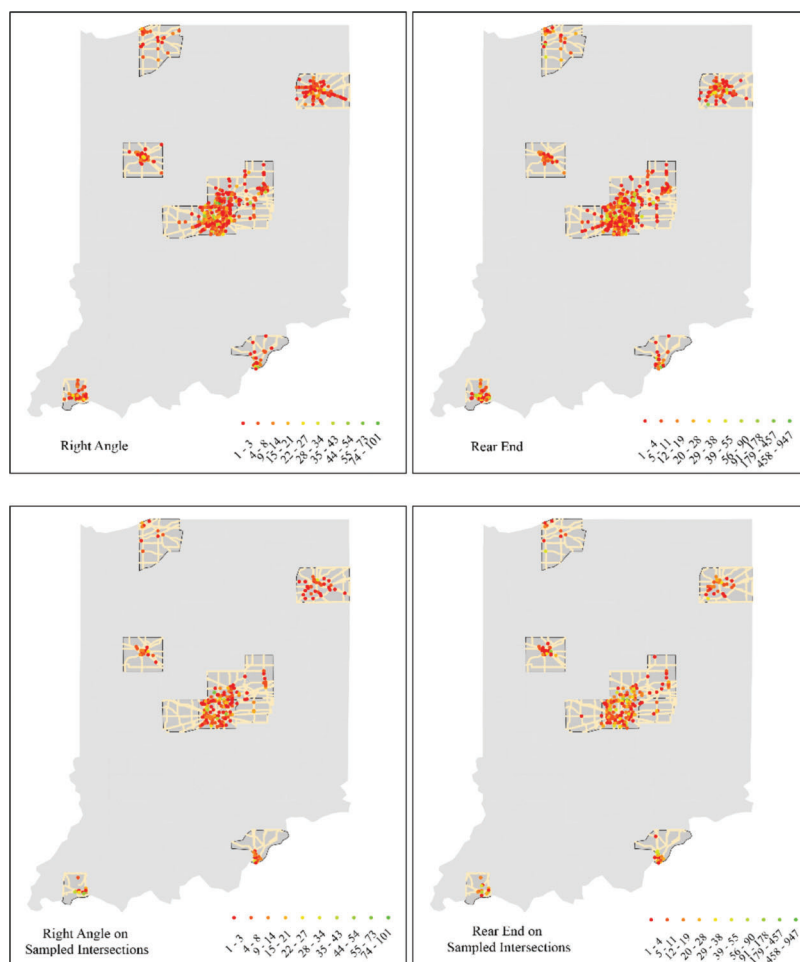 Right Angle
1 - 3
4 - 8
9 - 14
15 - 21
22 - 27
28 - 34
35 - 43
44 - 54
55 - 73
74 - 101
Rear End
1 - 4
5 - 11
12 - 19
20 - 28
29 - 38
39 - 55
56 - 90
91 - 178
179 - 457
458 - 947
Right Angle on
Sampled Intersections
1 - 3
4 - 8
9 - 14
15 - 21
22 - 27
28 - 34
35 - 43
44 - 54
55 - 73
74 - 101
Rear End on
Sampled Intersections
1 - 4
5 - 11
12 - 19
20 - 28
29 - 38
39 - 55
56 - 90
91 - 178
179 - 457
458 - 947